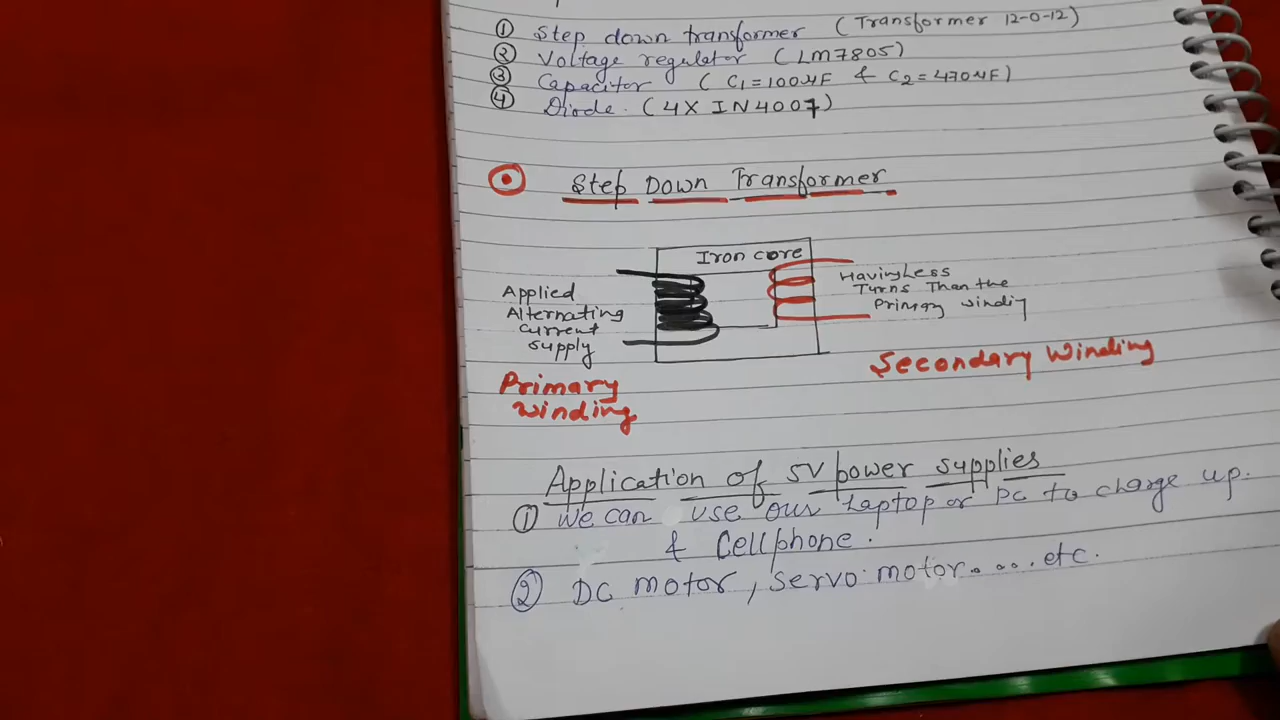 ① Step down transformer (Transformer 12-0-12)
② Voltage regulator (LM7805)
③ Capacitor (C1=100μF & C2=470μF)
④ Diode. (4X IN4007)
Step Down Transformer
Iron core
Applied
Alternating
current
supply
Having Less
Turns Than the
Primary windig
Primary
winding
Secondary Winding
Application of 5V power supplies
① We can use our Laptop or PC to charge up.
& Cellphone.
② DC motor, Servo motor.....etc.